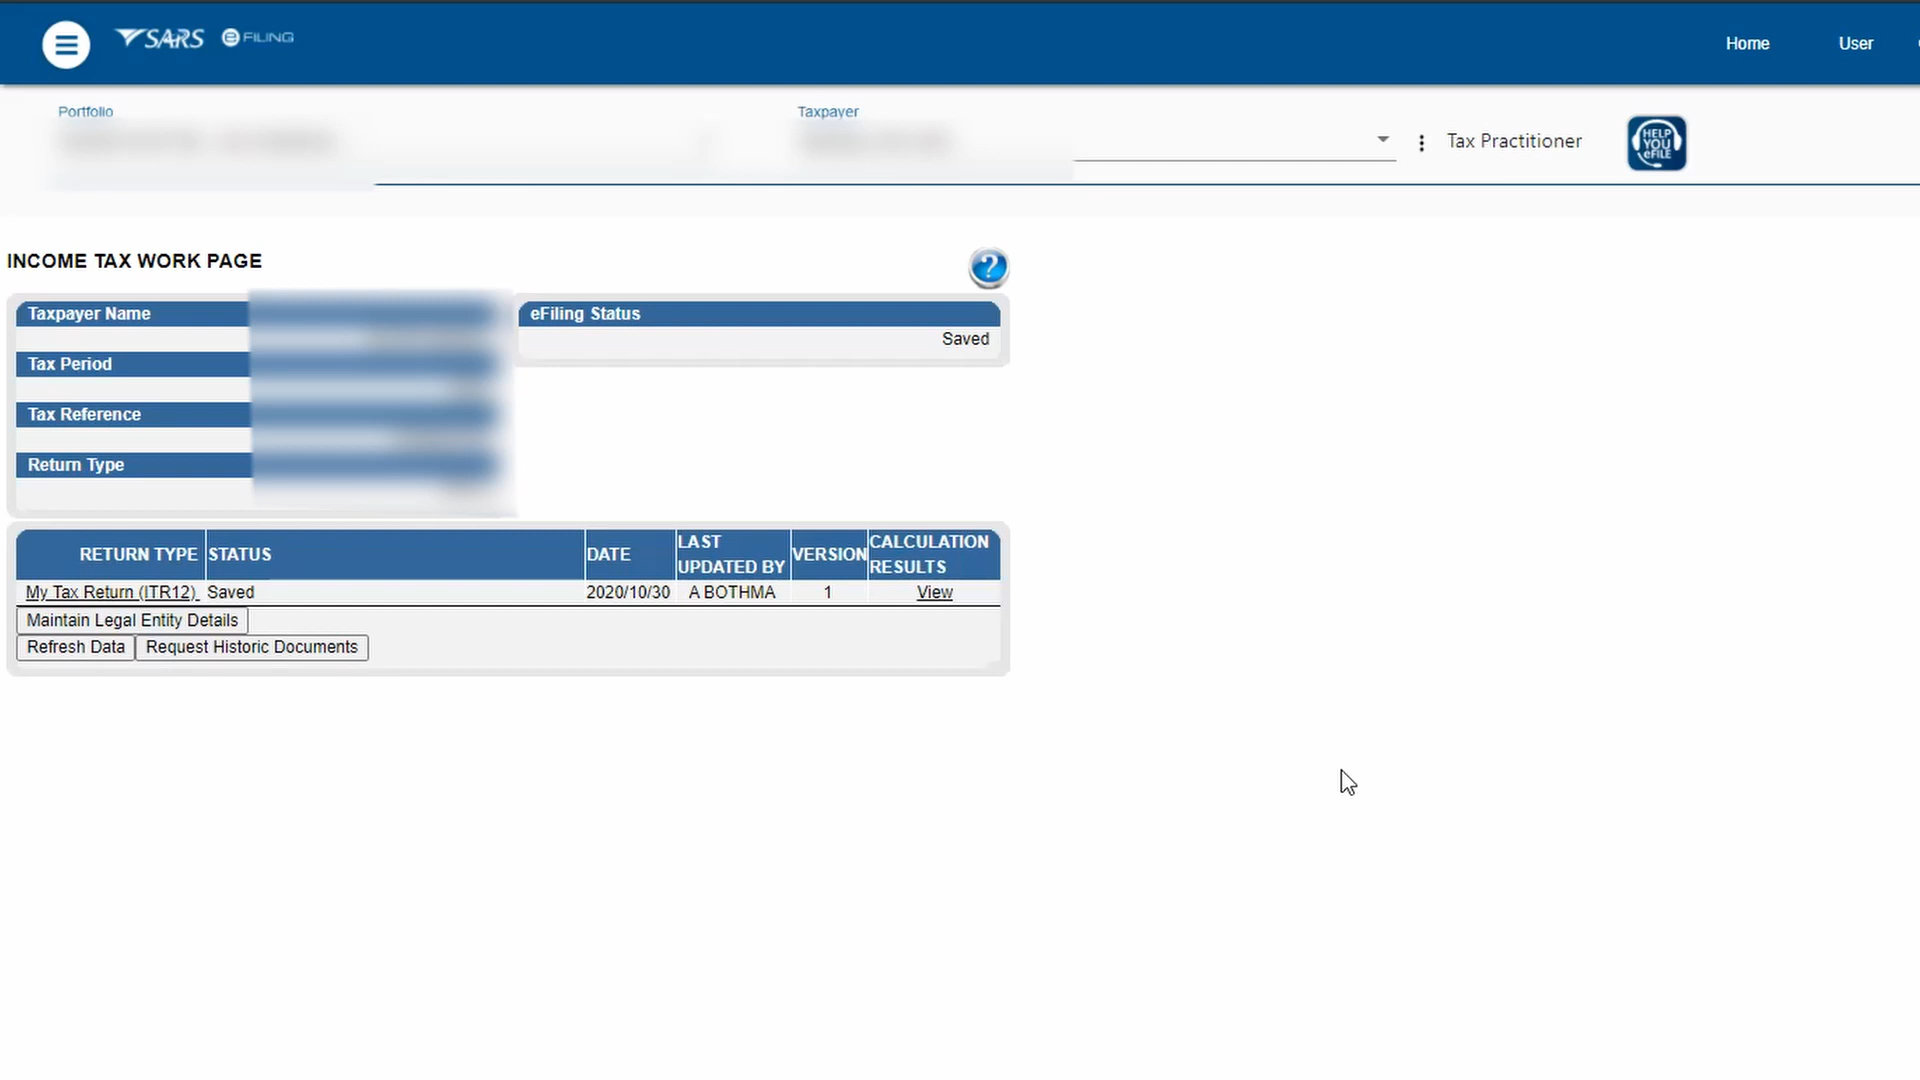 SARS eFILING
Home
User
Portfolio
Taxpayer
Tax Practitioner
HELP
YOU
eFILE
INCOME TAX WORK PAGE
?
Taxpayer Name
eFiling Status
Saved
Tax Period
Tax Reference
Return Type
RETURN TYPE STATUS DATE LAST UPDATED BY VERSION CALCULATION RESULTS
My Tax Return (ITR12) Saved 2020/10/30 A BOTHMA 1 View
Maintain Legal Entity Details
Refresh Data Request Historic Documents